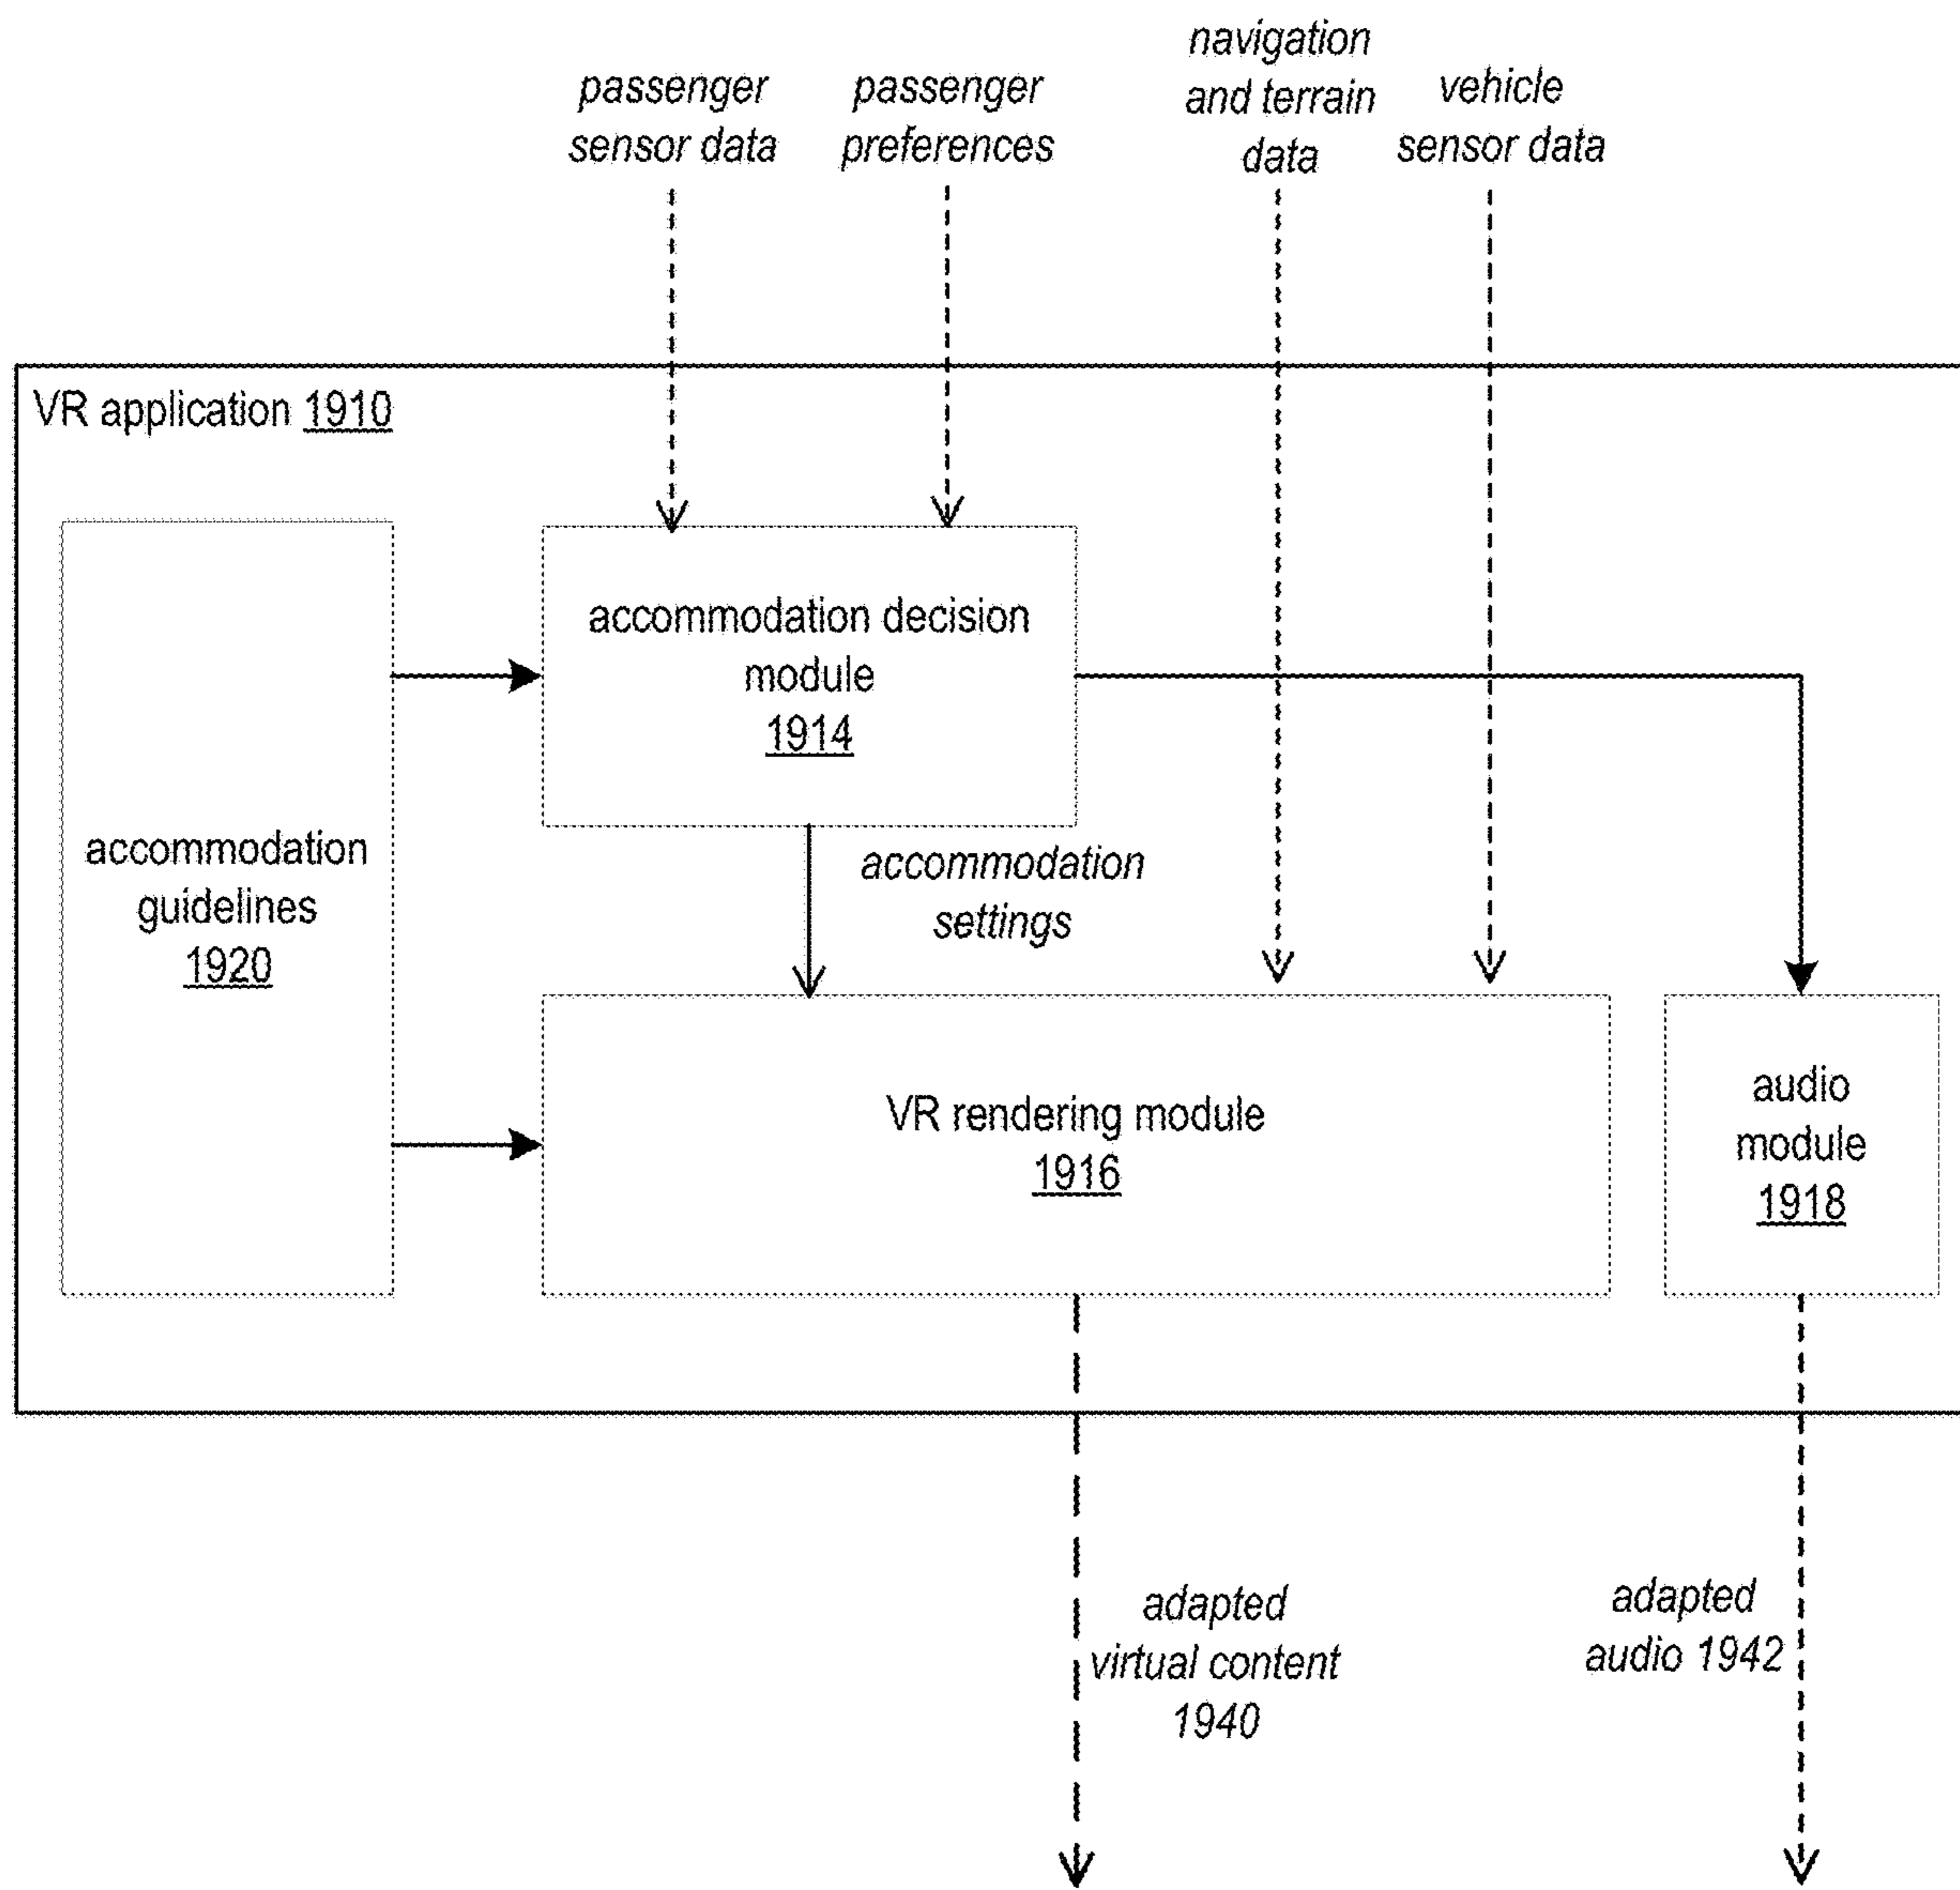 passenger
sensor data
passenger
preferences
navigation
and terrain
data
vehicle
sensor data
VR application 1910
accommodation decision
module
1914
accommodation
guidelines
1920
accommodation
settings
VR rendering module
1916
audio
module
1918
adapted
virtual content
1940
adapted
audio 1942